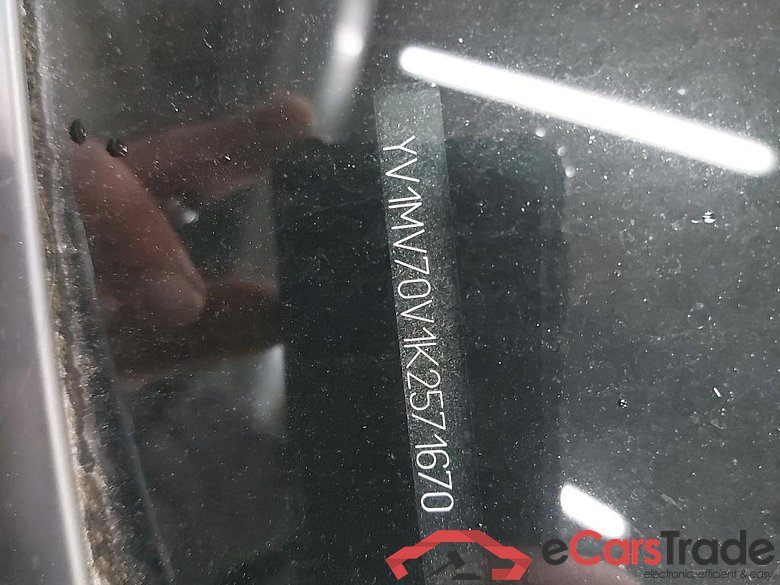 YV1MV70V1K2571670
eCarsTrade
electronic, efficient & easy